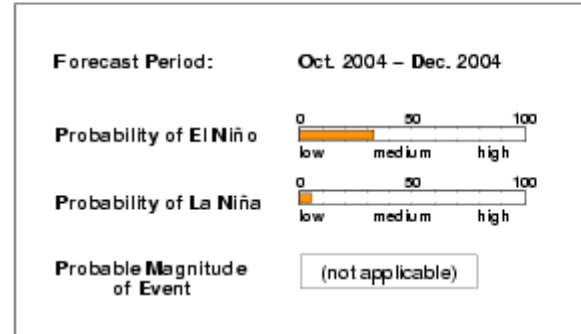 Forecast Period: Oct. 2004 – Dec. 2004
0 50 100
Probability of El Niño
low medium high
0 50 100
Probability of La Niña
low medium high
Probable Magnitude
of Event
(not applicable)